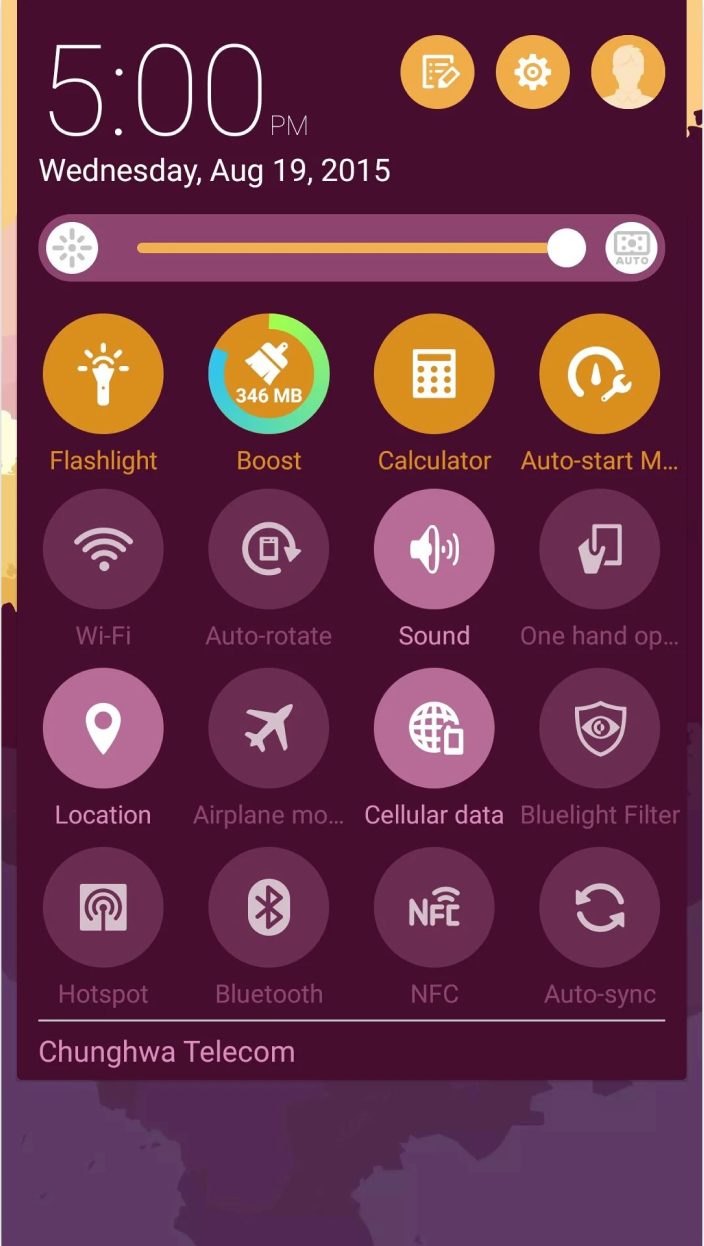 5:00 PM
Wednesday, Aug 19, 2015
AUTO
346 MB
Flashlight Boost Calculator Auto-start M...
Wi-Fi Auto-rotate Sound One hand op...
Location Airplane mo... Cellular data Bluelight Filter
NFC
Hotspot Bluetooth NFC Auto-sync
Chunghwa Telecom